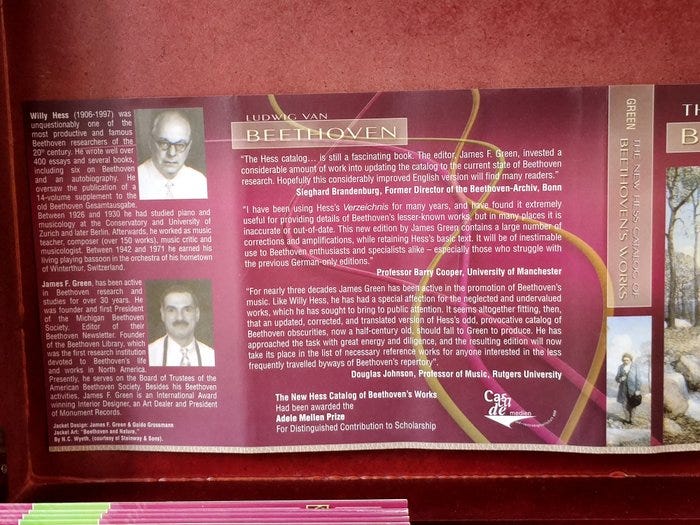 Willy Hess (1906-1997) was
unquestionably one of the
most productive and famous
Beethoven researchers of the
20th century. He wrote well over
400 essays and several books,
including six on Beethoven
and an autobiography. He
oversaw the publication of a
14-volume supplement to the
old Beethoven Gesamtausgabe.
Between 1926 and 1930 he had studied piano and
musicology at the Conservatory and University of
Zurich and later Berlin. Afterwards, he worked as music
teacher, composer (over 150 works), music critic and
musicologist. Between 1942 and 1971 he earned his
living playing bassoon in the orchestra of his hometown
of Winterthur, Switzerland.
James F. Green, has been active
in Beethoven research and
studies for over 30 years. He
was founder and first President
of the Michigan Beethoven
Society. Editor of their
Beethoven Newsletter. Founder
of the Beethoven Library, which
was the first research institution
devoted to Beethoven's life
and works in North America.
Presently, he serves on the Board of Trustees of the
American Beethoven Society. Besides his Beethoven
activities, James F. Green is an International Award
winning Interior Designer, an Art Dealer and President
of Monument Records.
Jacket Design: James F. Green & Guido Grossmann
Jacket Art: "Beethoven and Nature,"
By N.C. Wyeth, (courtesy of Steinway & Sons).
LUDWIG VAN
BEETHOVEN
"The Hess catalog... is still a fascinating book. The editor, James F. Green, invested a
considerable amount of work into updating the catalog to the current state of Beethoven
research. Hopefully this considerably improved English version will find many readers."
Sieghard Brandenburg, Former Director of the Beethoven-Archiv, Bonn
"I have been using Hess's Verzeichnis for many years, and have found it extremely
useful for providing details of Beethoven's lesser-known works, but in many places it is
inaccurate or out-of-date. This new edition by James Green contains a large number of
corrections and amplifications, while retaining Hess's basic text. It will be of inestimable
use to Beethoven enthusiasts and specialists alike – especially those who struggle with
the previous German-only editions."
Professor Barry Cooper, University of Manchester
"For nearly three decades James Green has been active in the promotion of Beethoven's
music. Like Willy Hess, he has had a special affection for the neglected and undervalued
works, which he has sought to bring to public attention. It seems altogether fitting, then,
that an updated, corrected, and translated version of Hess's odd, provocative catalog of
Beethoven obscurities, now a half-century old, should fall to Green to produce. He has
approached the task with great energy and diligence, and the resulting edition will now
take its place in the list of necessary reference works for anyone interested in the less
frequently travelled byways of Beethoven's repertory".
Douglas Johnson, Professor of Music, Rutgers University
The New Hess Catalog of Beethoven's Works
Had been awarded the
Adele Mellen Prize
For Distinguished Contribution to Scholarship
Cas
de
medien
GREEN
THE NEW HESS CATALOG OF
BEETHOVEN'S WORKS
TH
B